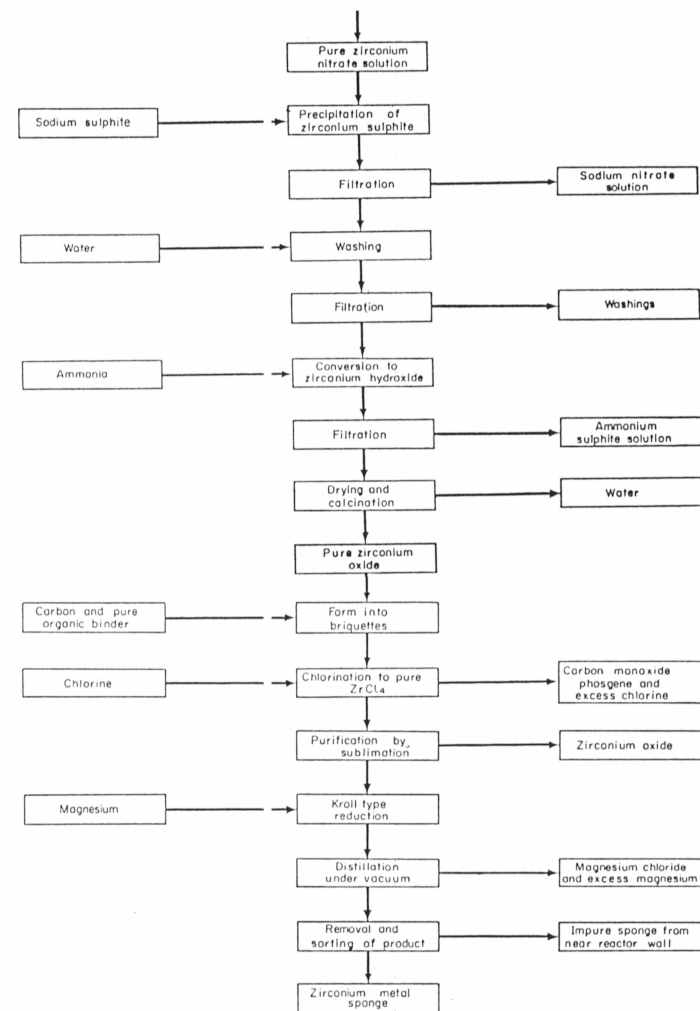 Pure zirconium
nitrate solution
Sodium sulphite
Precipitation of
zirconium sulphite
Filtration
Sodium nitrate
solution
Water
Washing
Filtration
Washings
Ammonia
Conversion to
zirconium hydroxide
Filtration
Ammonium
sulphite solution
Drying and
calcination
Water
Pure zirconium
oxide
Carbon and pure
organic binder
Form into
briquettes
Chlorine
Chlorination to pure
ZrCl₄
Carbon monoxide
phosgene and
excess chlorine
Purification by
sublimation
Zirconium oxide
Magnesium
Kroll type
reduction
Distillation
under vacuum
Magnesium chloride
and excess magnesium
Removal and
sorting of product
Impure sponge from
near reactor wall
Zirconium metal
sponge